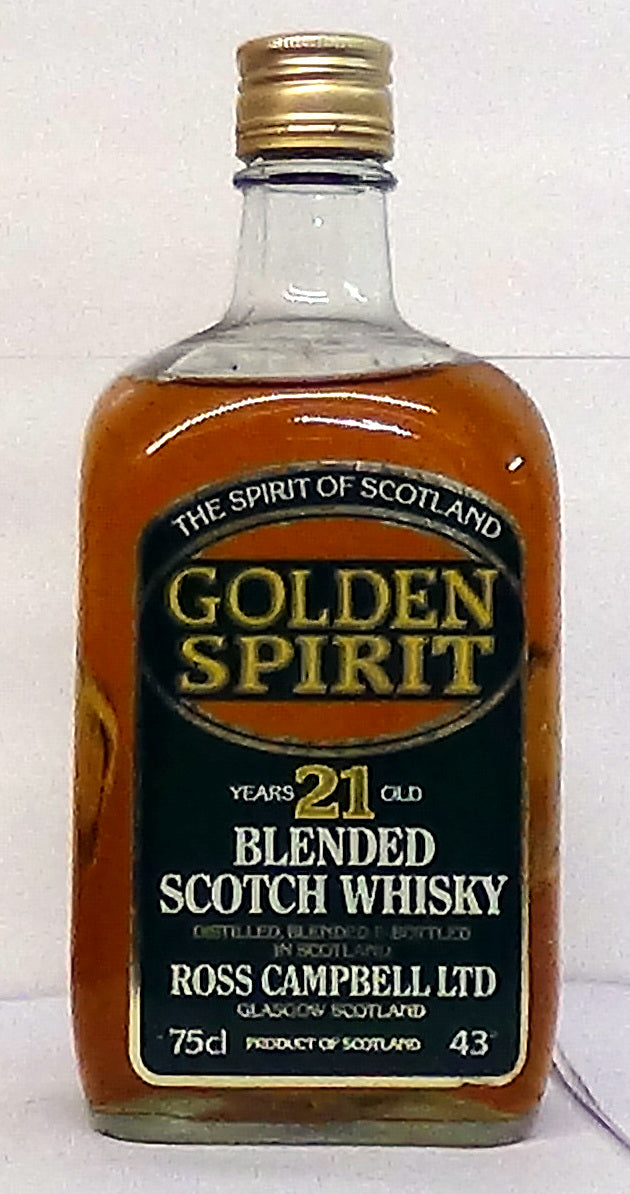 THE SPIRIT OF SCOTLAND
GOLDEN
SPIRIT
YEARS 21 OLD
BLENDED
SCOTCH WHISKY
DISTILLED, BLENDED & BOTTLED
IN SCOTLAND
ROSS CAMPBELL LTD
GLASGOW SCOTLAND
75cl PRODUCT OF SCOTLAND 43°